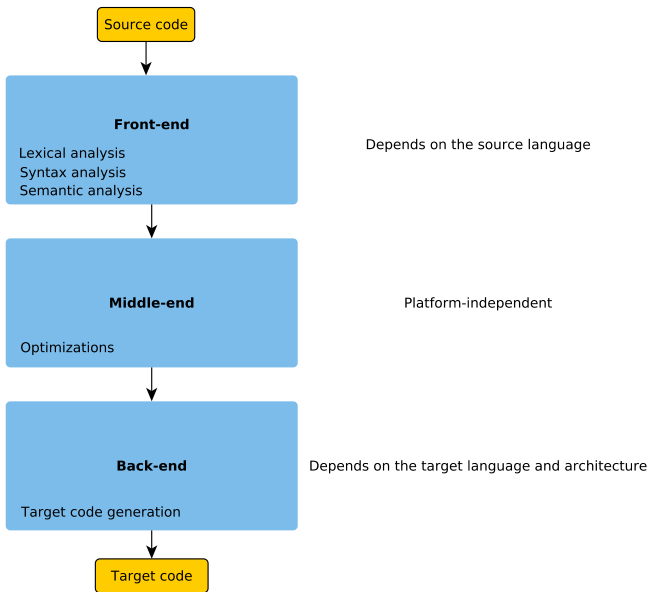 Source code
Front-end
Lexical analysis
Syntax analysis
Semantic analysis
Depends on the source language
Middle-end
Optimizations
Platform-independent
Back-end
Target code generation
Depends on the target language and architecture
Target code